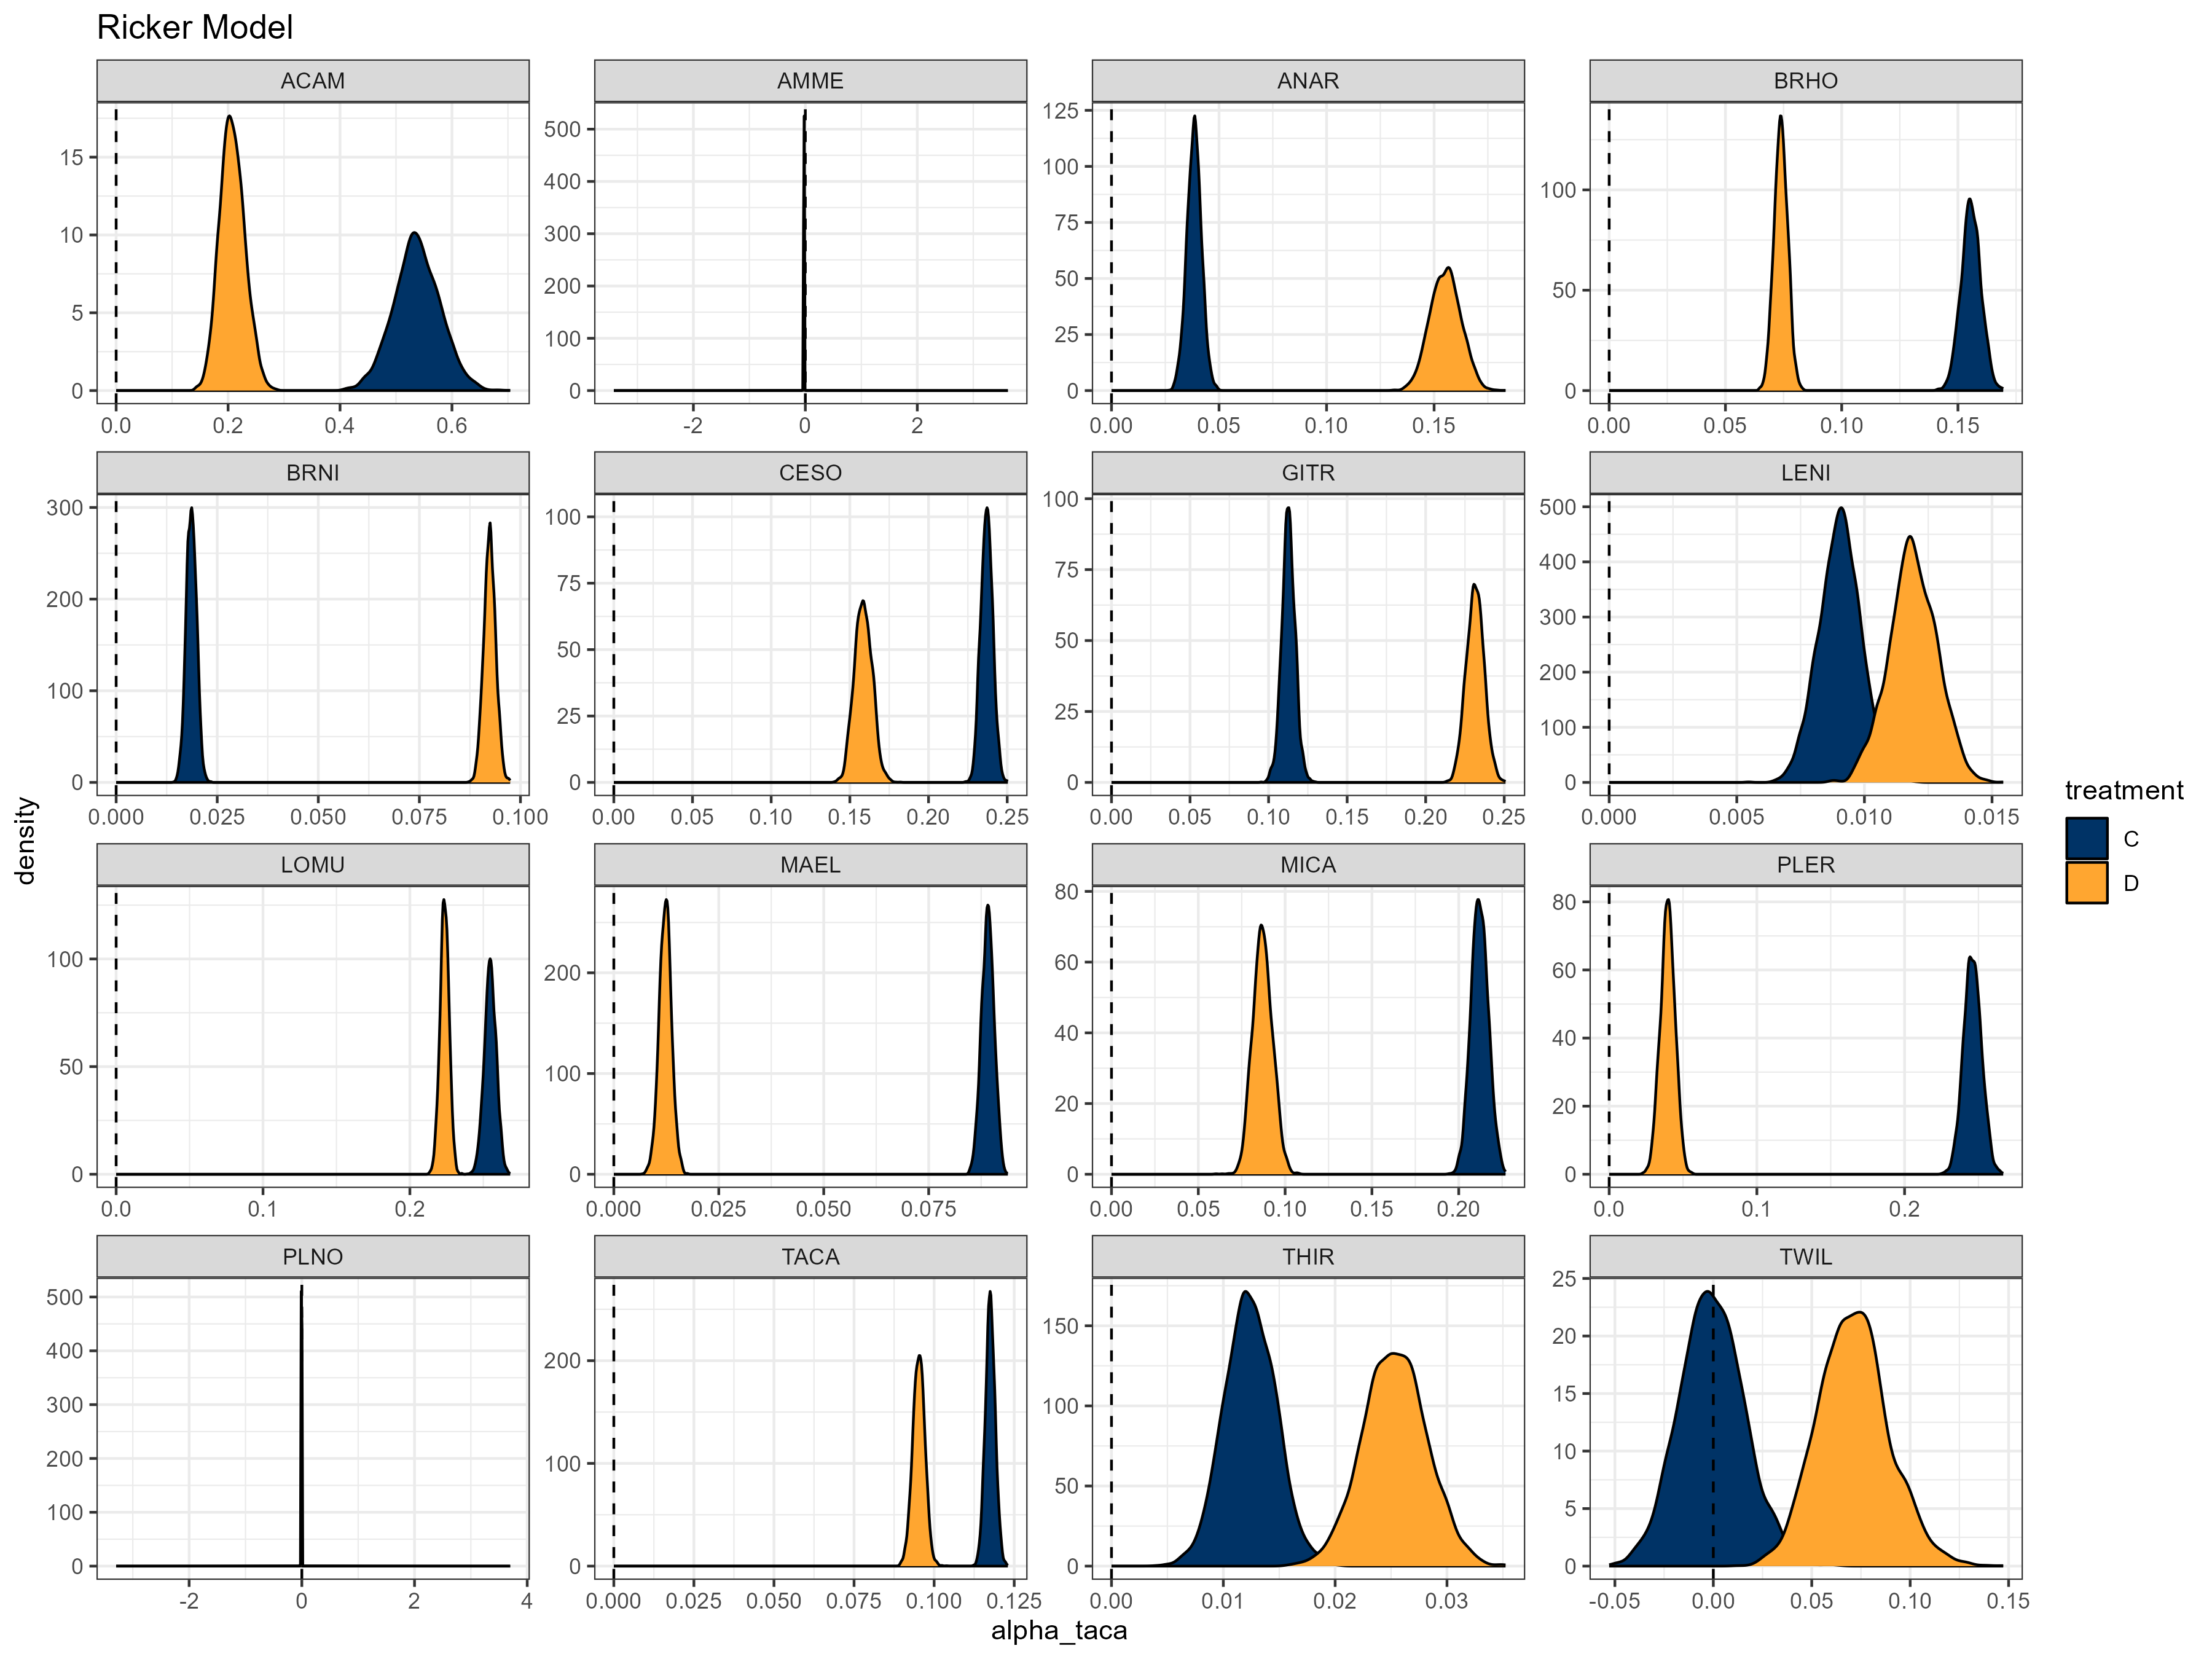 Ricker Model
ACAM AMME ANAR BRHO
15 10 5 0
0.0 0.2 0.4 0.6
500 400 300 200 100 0
-2 0 2
125 100 75 50 25 0
0.00 0.05 0.10 0.15
100 50 0
0.00 0.05 0.10 0.15
BRNI CESO GITR LENI
300 200 100 0
0.000 0.025 0.050 0.075 0.100
100 75 50 25 0
0.00 0.05 0.10 0.15 0.20 0.25
100 75 50 25 0
0.00 0.05 0.10 0.15 0.20 0.25
500 400 300 200 100 0
0.000 0.005 0.010 0.015
LOMU MAEL MICA PLER
100 50 0
0.0 0.1 0.2
200 100 0
0.000 0.025 0.050 0.075
80 60 40 20 0
0.00 0.05 0.10 0.15 0.20
80 60 40 20 0
0.0 0.1 0.2
PLNO TACA THIR TWIL
500 400 300 200 100 0
-2 0 2 4
200 100 0
0.000 0.025 0.050 0.075 0.100 0.125
150 100 50 0
0.00 0.01 0.02 0.03
25 20 15 10 5 0
-0.05 0.00 0.05 0.10 0.15
density
alpha_taca
treatment
C
D